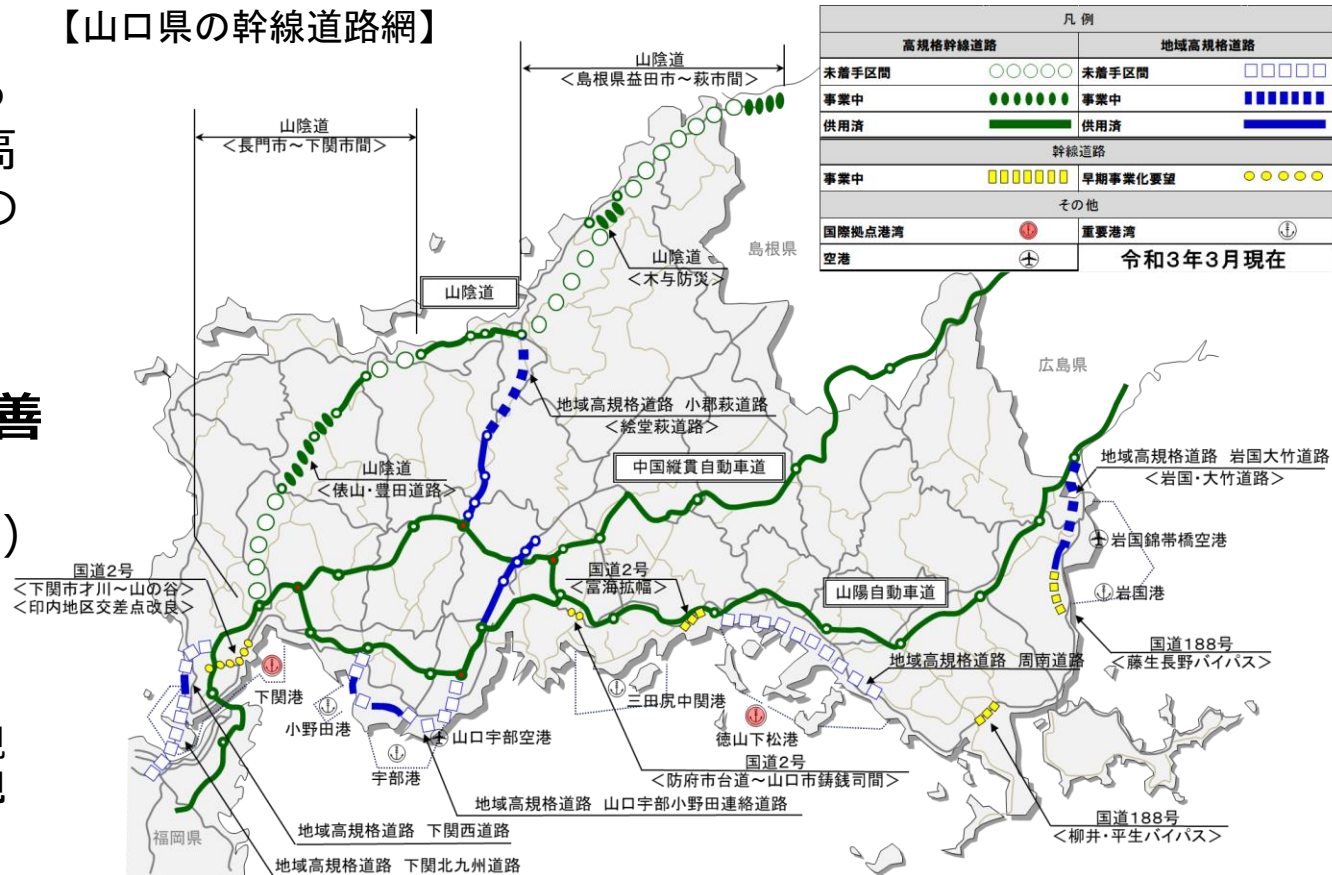 【山口県の幹線道路網】
高
の
善
)
凡 例
高規格幹線道路
地域高規格道路
未着手区間
未着手区間
事業中
事業中
供用済
供用済
幹線道路
事業中
早期事業化要望
その他
国際拠点港湾
重要港湾
空港
令和3年3月現在
山陰道
<島根県益田市~萩市間>
山陰道
<長門市~下関市間>
島根県
山陰道
<木与防災>
山陰道
広島県
地域高規格道路 小郡萩道路
<絵堂萩道路>
中国縦貫自動車道
地域高規格道路 岩国大竹道路
<岩国・大竹道路>
山陰道
<俵山・豊田道路>
岩国錦帯橋空港
国道2号
<下関市才川~山の谷>
<印内地区交差点改良>
国道2号
<富海拡幅>
山陽自動車道
岩国港
国道188号
<藤生長野バイパス>
地域高規格道路 周南道路
下関港
小野田港
三田尻中関港
徳山下松港
山口宇部空港
宇部港
国道2号
<防府市台道~山口市鋳銭司間>
地域高規格道路 山口宇部小野田連絡道路
国道188号
<柳井・平生バイパス>
福岡県
地域高規格道路 下関西道路
地域高規格道路 下関北九州道路